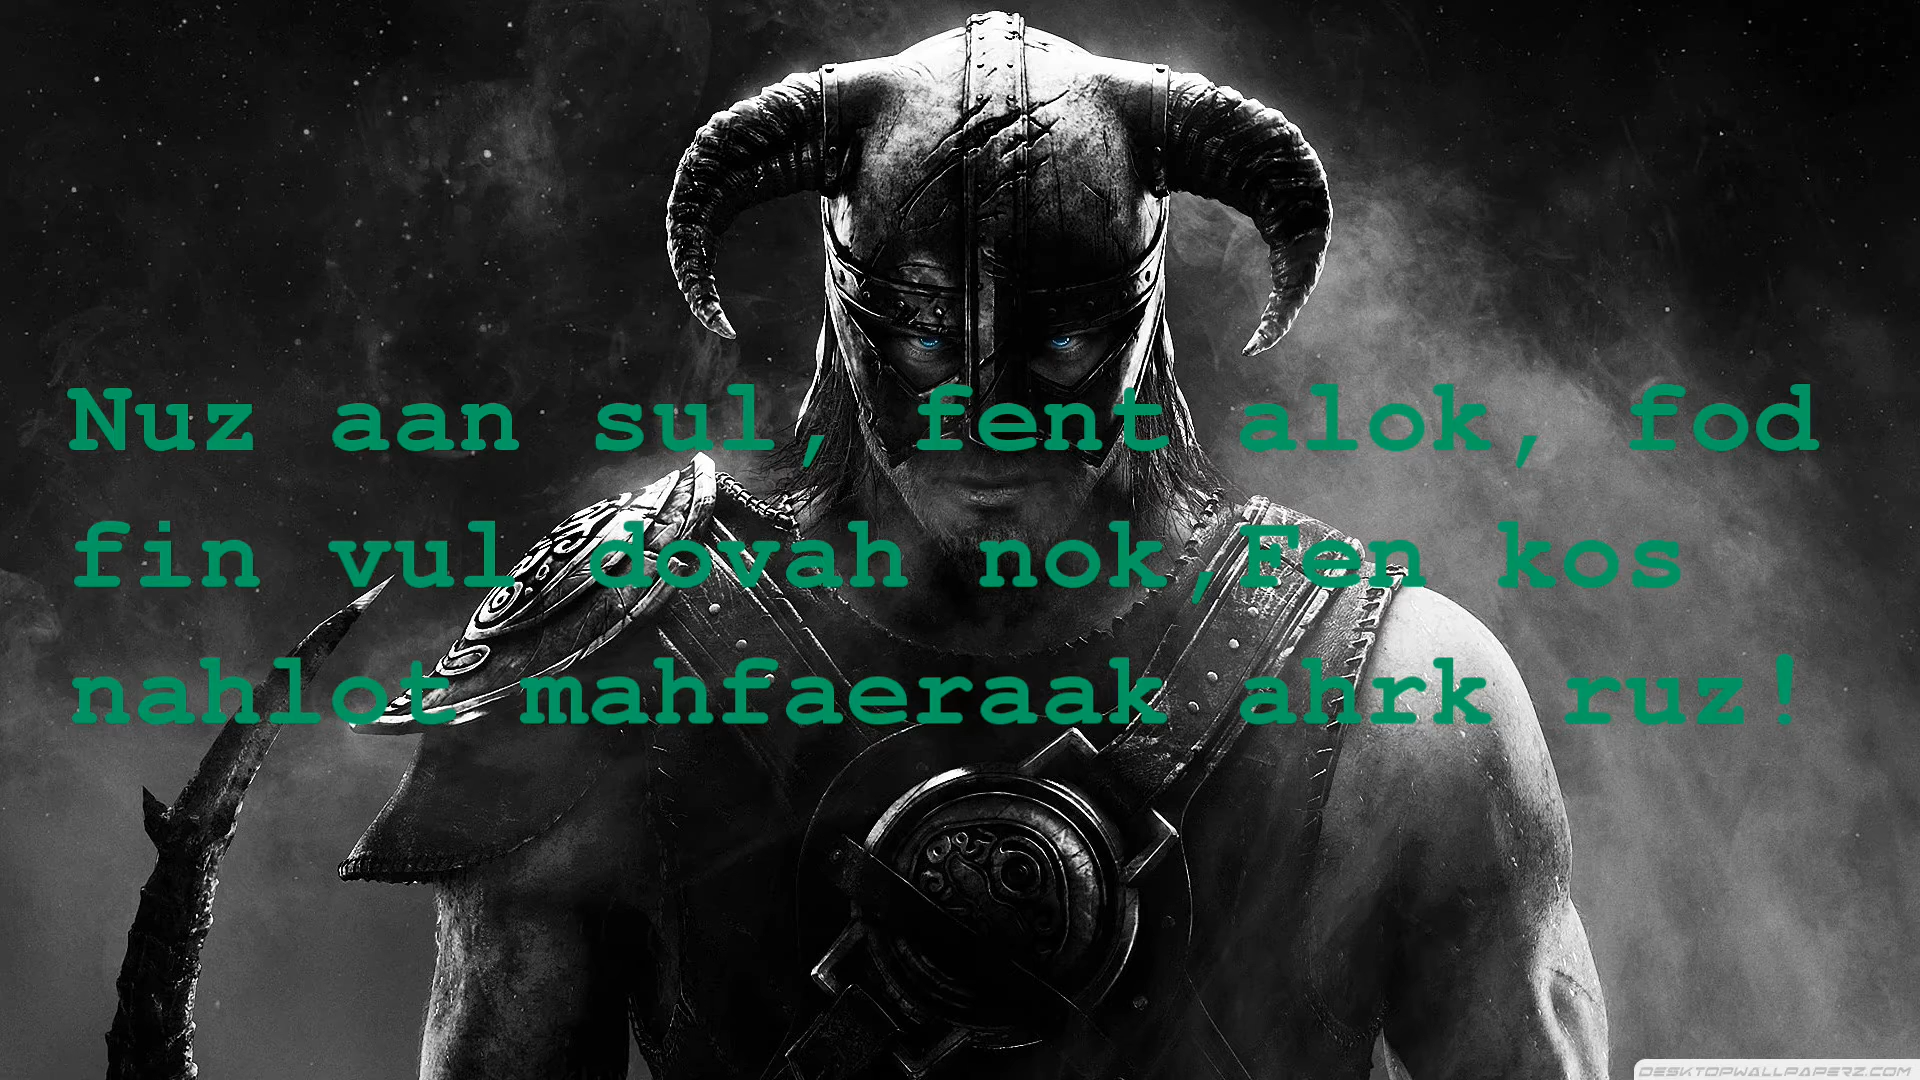 Nuz aan sul, fent alok, fod
fin vul dovah nok,Fen kos
nahlot mahfaeraak ahrk ruz!
DESKTOPWALLPAPERZ.COM